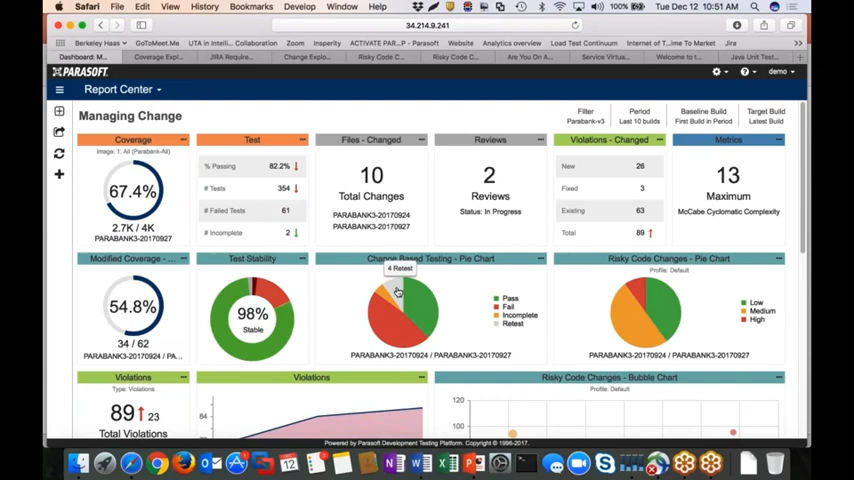 Safari File Edit View History Bookmarks Develop Window Help 100% Tue Dec 12 10:51 AM
34.214.9.241
Berkeley Haas GoToMeet.Me UTA in Intell... Collaboration Zoom Insperity ACTIVATE PAR...P - Parasoft Website Analytics overview Load Test Continuum Internet of T...ime To Market Jira
Dashboard: M... Coverage Expl... JIRA Require... Change Explo... Risky Code C... Risky Code C... Are You On A... Service Virtua... Welcome to t... Java Unit Test...
PARASOFT demo
Report Center
Managing Change
Filter Period Baseline Build Target Build
Parabank-v3 Last 10 builds First Build in Period Latest Build
Coverage
Image: 1: All (Parabank-All)
67.4%
2.7K / 4K
PARABANK3-20170927
Test
% Passing 82.2%
# Tests 354
# Failed Tests 61
# Incomplete 2
Files - Changed
10
Total Changes
PARABANK3-20170924
PARABANK3-20170927
Reviews
2
Reviews
Status: In Progress
Violations - Changed
New 26
Fixed 3
Existing 63
Total 89
Metrics
13
Maximum
McCabe Cyclomatic Complexity
Modified Coverage - ...
54.8%
34 / 62
PARABANK3-20170924 / PA...
Test Stability
98%
Stable
Change Based Testing - Pie Chart
4 Retest
Pass
Fail
Incomplete
Retest
PARABANK3-20170924 / PARABANK3-20170927
Risky Code Changes - Pie Chart
Profile: Default
Low
Medium
High
PARABANK3-20170924 / PARABANK3-20170927
Violations
Type: Violations
89 23
Total Violations
Violations
84
Risky Code Changes - Bubble Chart
Profile: Default
120
100
Powered by Parasoft Development Testing Platform. Copyright © 1996-2017.
12